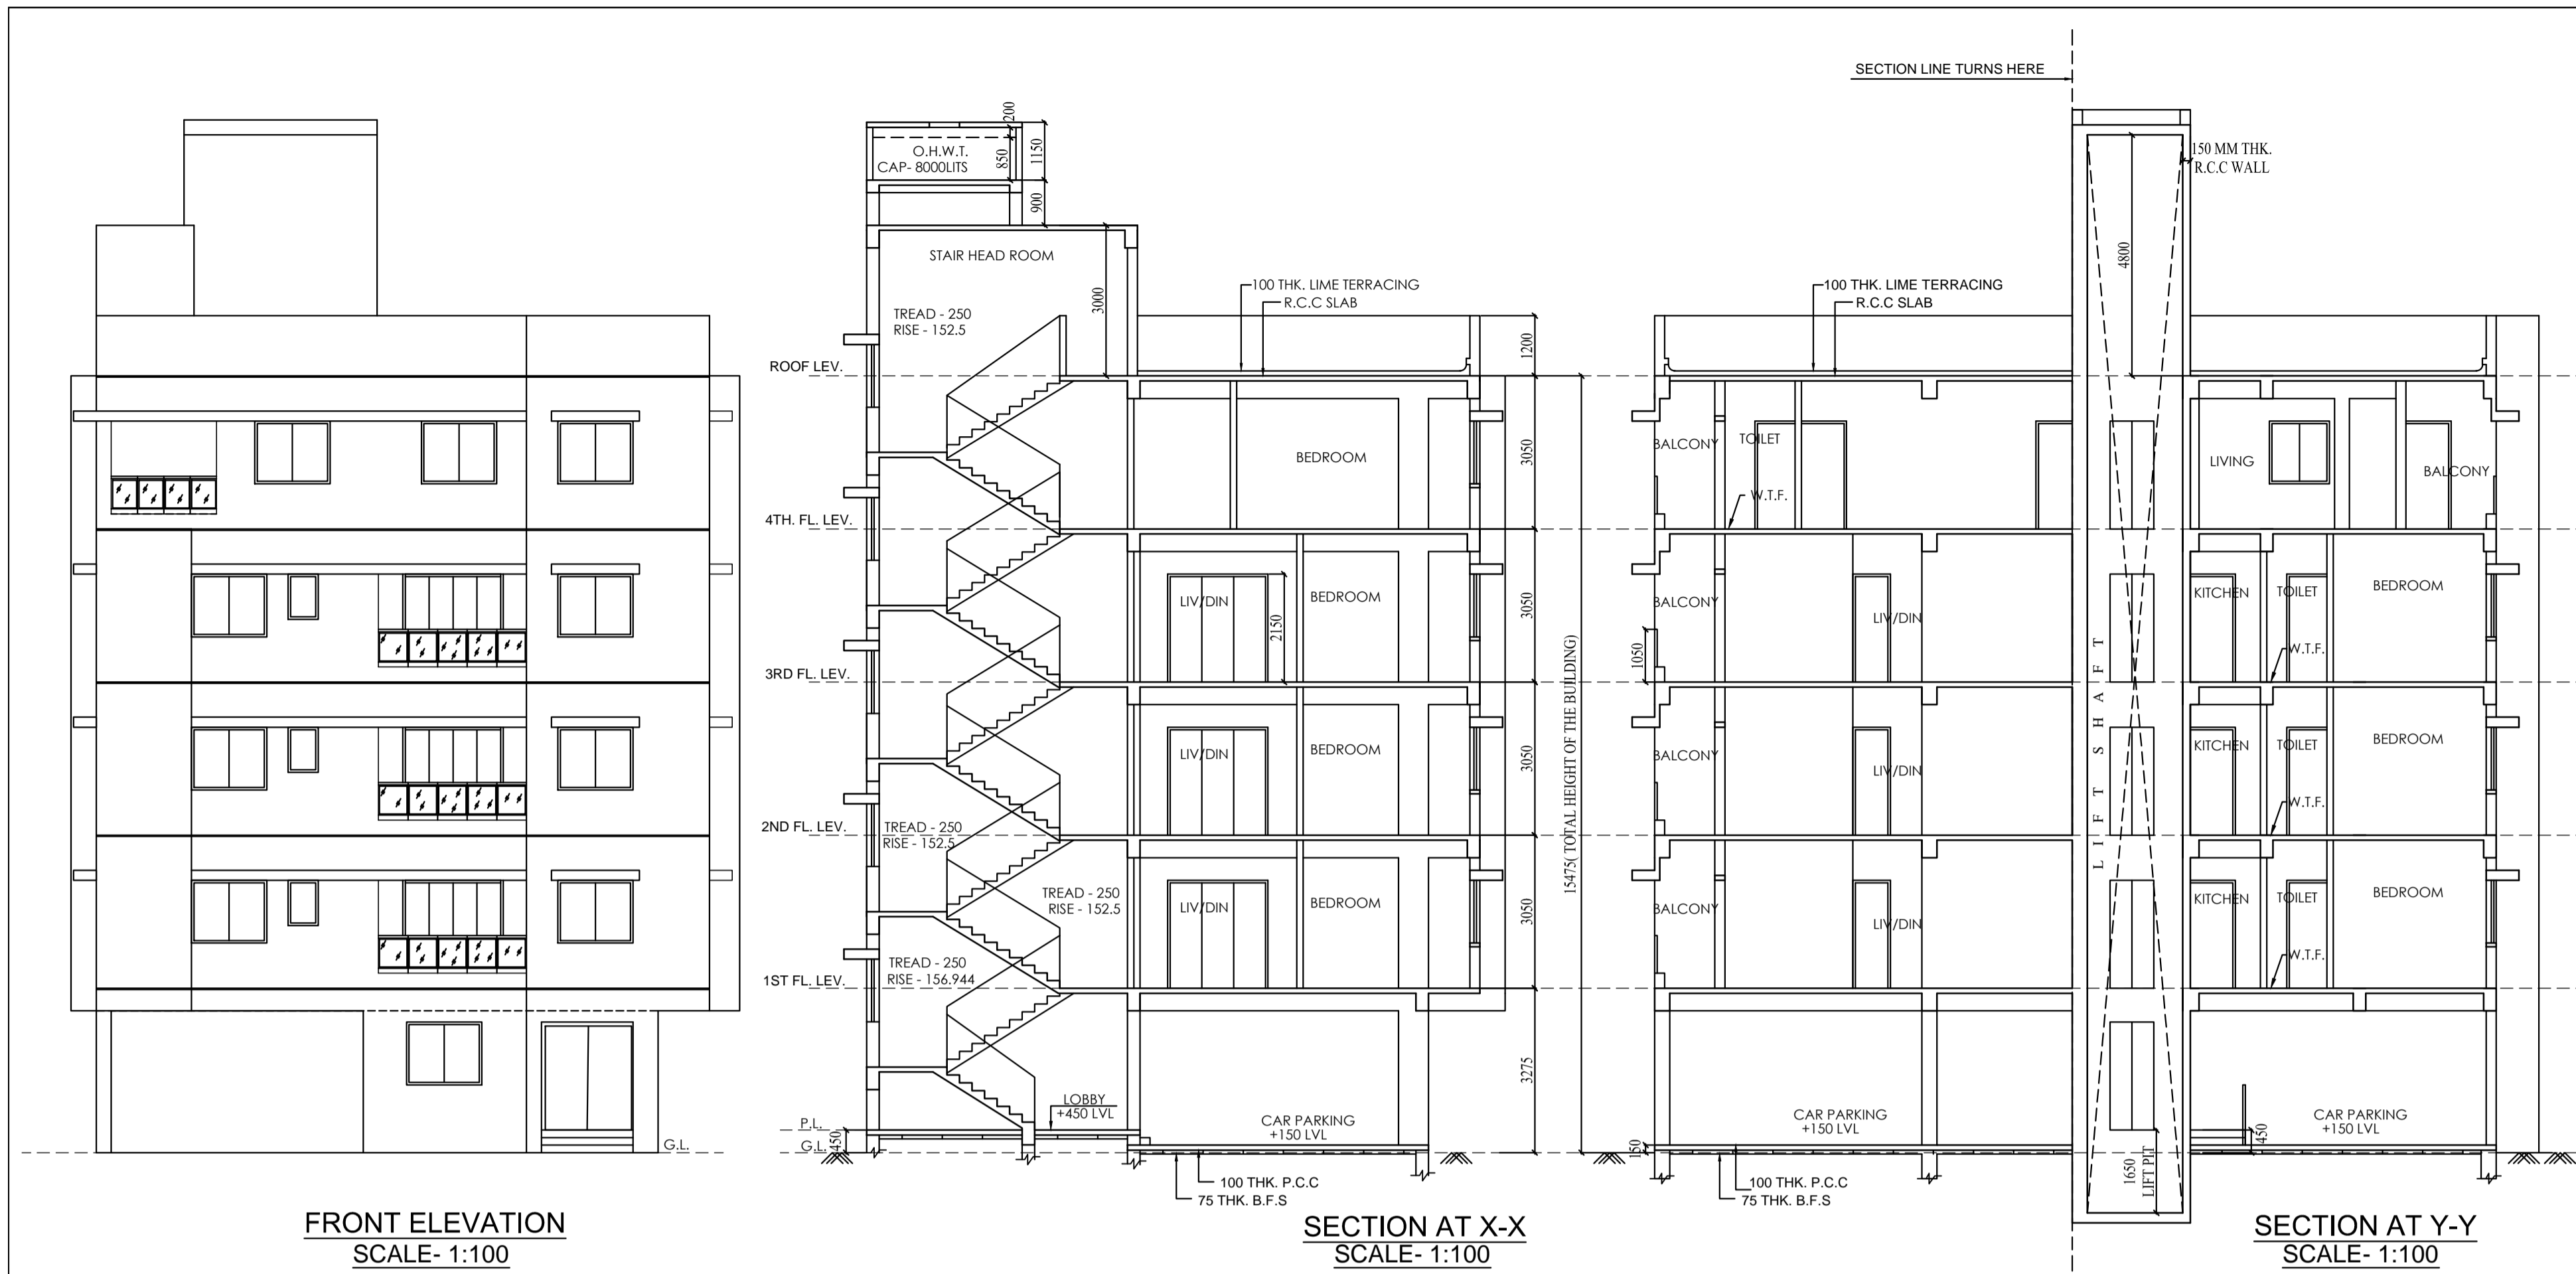 G.L.
FRONT ELEVATION
SCALE- 1:100
200
O.H.W.T.
CAP- 8000LITS
850
1150
900
STAIR HEAD ROOM
3000
TREAD - 250
RISE - 152.5
100 THK. LIME TERRACING
R.C.C SLAB
1200
ROOF LEV.
BEDROOM
3050
4TH. FL. LEV.
LIV/DIN
2150
BEDROOM
3050
3RD FL. LEV.
LIV/DIN
BEDROOM
3050
2ND FL. LEV.
TREAD - 250
RISE - 152.5
TREAD - 250
RISE - 152.5
LIV/DIN
BEDROOM
3050
1ST FL. LEV.
TREAD - 250
RISE - 156.944
3275
15475( TOTAL HEIGHT OF THE BUILDING)
LOBBY
+450 LVL
P.L.
G.L.
450
CAR PARKING
+150 LVL
100 THK. P.C.C
75 THK. B.F.S
SECTION AT X-X
SCALE- 1:100
SECTION LINE TURNS HERE
150 MM THK.
R.C.C WALL
4800
100 THK. LIME TERRACING
R.C.C SLAB
BALCONY
TOILET
W.T.F.
LIVING
BALCONY
BALCONY
LIV/DIN
KITCHEN
TOILET
BEDROOM
1050
W.T.F.
LIFT SHAFT
BALCONY
LIV/DIN
KITCHEN
TOILET
BEDROOM
W.T.F.
BALCONY
LIV/DIN
KITCHEN
TOILET
BEDROOM
W.T.F.
CAR PARKING
+150 LVL
150
CAR PARKING
+150 LVL
450
1650
LIFT PIT
100 THK. P.C.C
75 THK. B.F.S
SECTION AT Y-Y
SCALE- 1:100